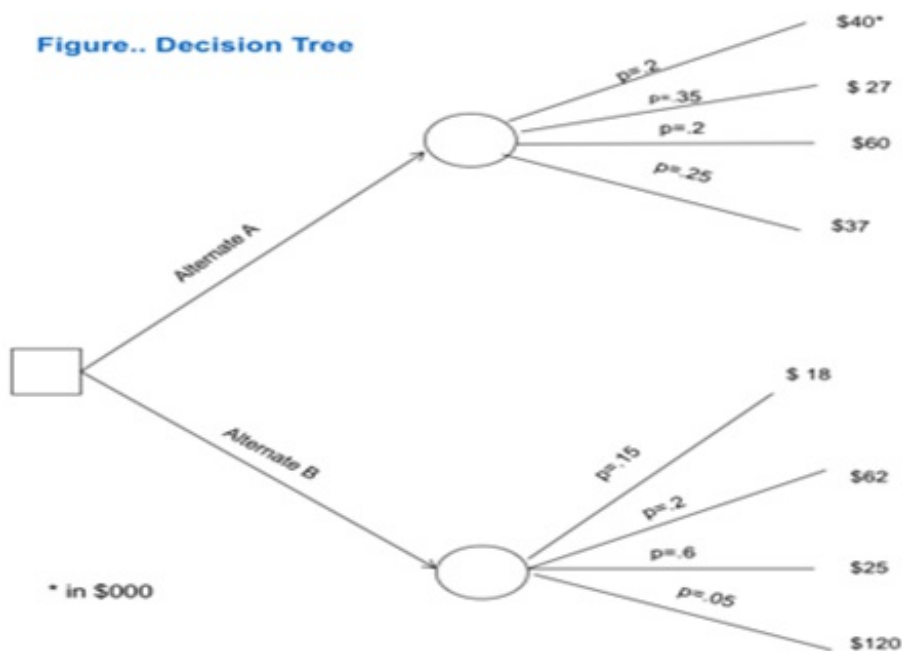 Figure.. Decision Tree
$40*
p=.2
$ 27
p=.35
p=.2
$60
p=.25
$37
Alternate A
$ 18
Alternate B
p=.15
$62
p=.2
p=.6
$25
p=.05
$120
* in $000